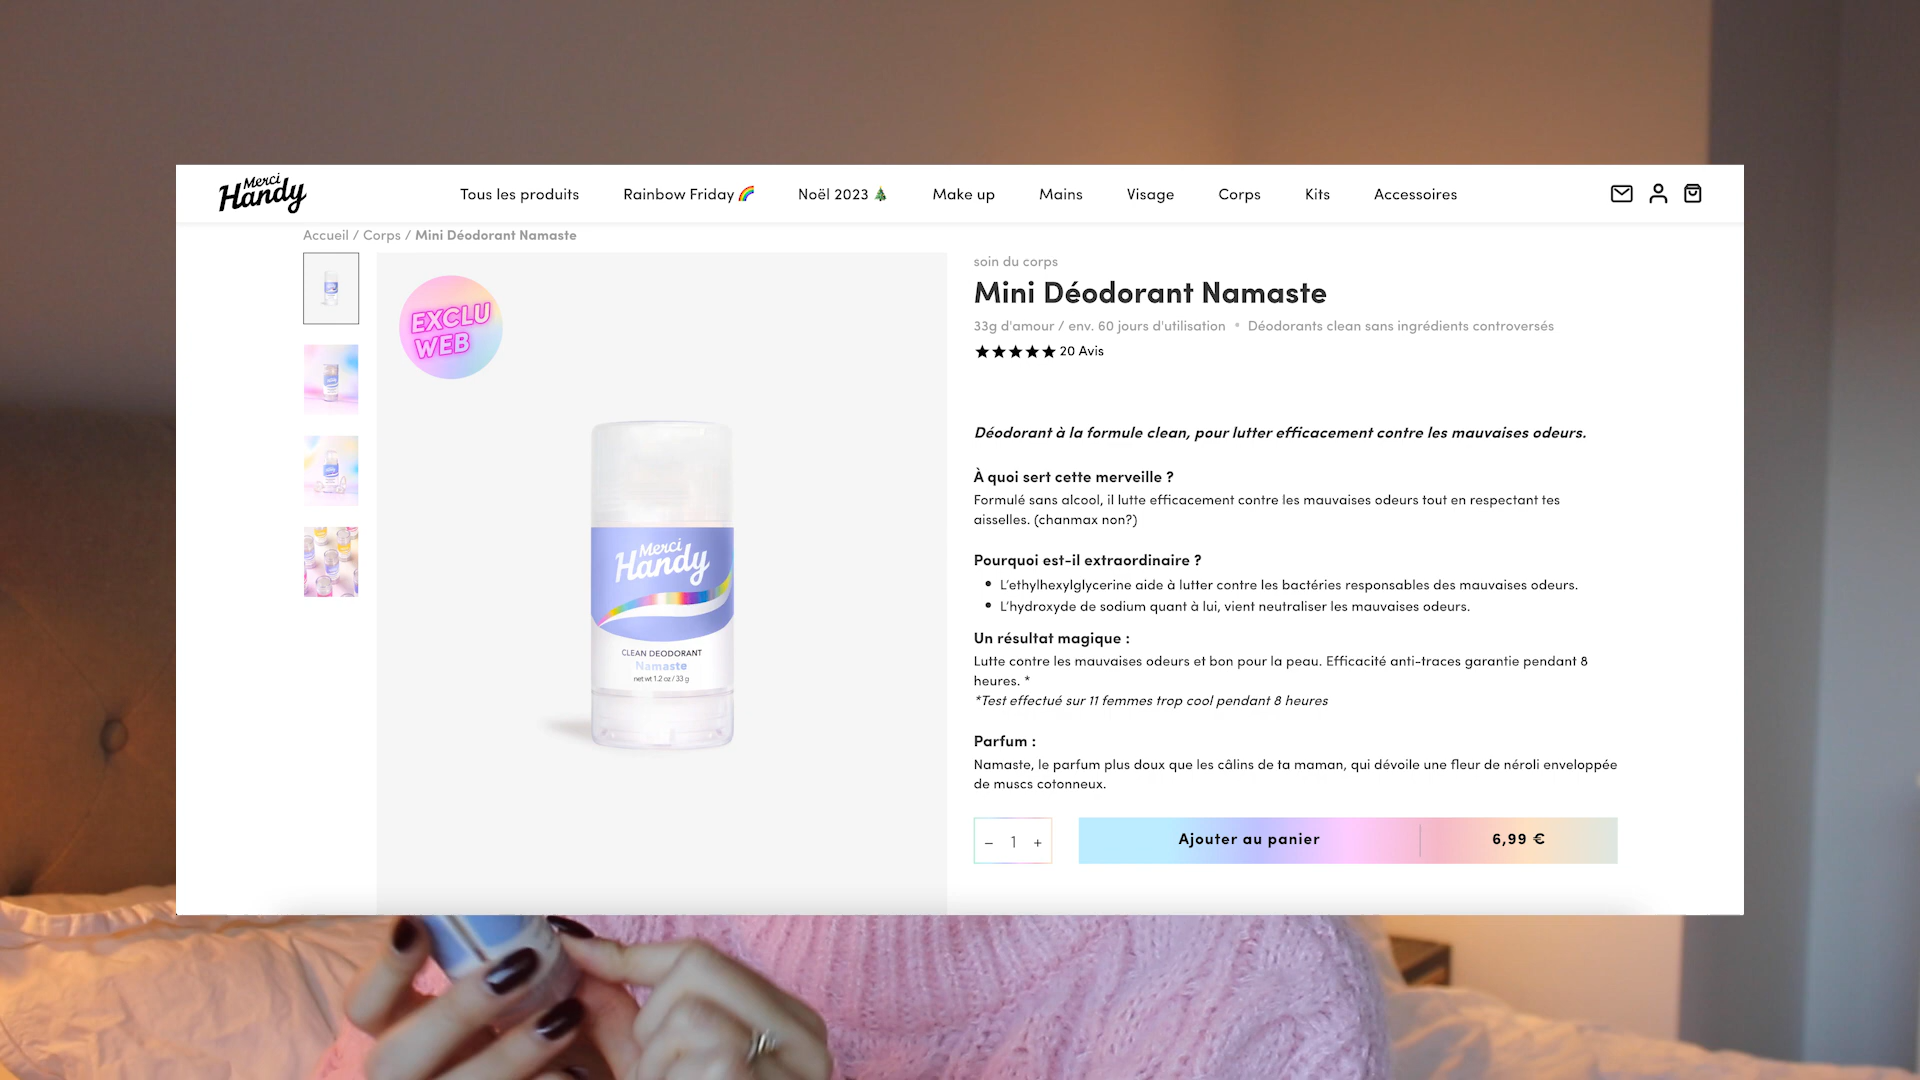 Merci
Handy
Tous les produits
Rainbow Friday 🌈
Noël 2023 🎄
Make up
Mains
Visage
Corps
Kits
Accessoires
Accueil / Corps / Mini Déodorant Namaste
EXCLU
WEB
Merci
Handy
CLEAN DEODORANT
Namaste
net wt 1.2 oz / 33 g
soin du corps
Mini Déodorant Namaste
33g d'amour / env. 60 jours d'utilisation • Déodorants clean sans ingrédients controversés
★★★★★ 20 Avis
Déodorant à la formule clean, pour lutter efficacement contre les mauvaises odeurs.
À quoi sert cette merveille ?
Formulé sans alcool, il lutte efficacement contre les mauvaises odeurs tout en respectant tes
aisselles. (chanmax non?)
Pourquoi est-il extraordinaire ?
• L'ethylhexylglycerine aide à lutter contre les bactéries responsables des mauvaises odeurs.
• L'hydroxyde de sodium quant à lui, vient neutraliser les mauvaises odeurs.
Un résultat magique :
Lutte contre les mauvaises odeurs et bon pour la peau. Efficacité anti-traces garantie pendant 8
heures. *
*Test effectué sur 11 femmes trop cool pendant 8 heures
Parfum :
Namaste, le parfum plus doux que les câlins de ta maman, qui dévoile une fleur de néroli enveloppée
de muscs cotonneux.
– 1 +
Ajouter au panier
6,99 €